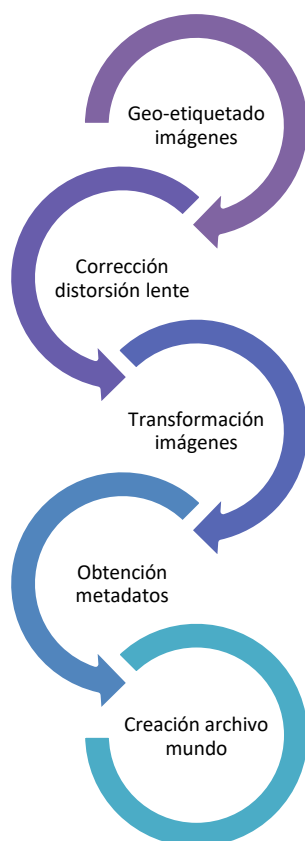 Geo-etiquetado
imágenes
Corrección
distorsión lente
Transformación
imágenes
Obtención
metadatos
Creación archivo
mundo